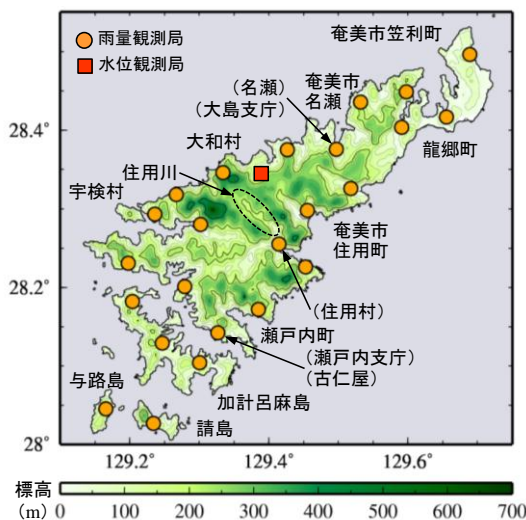 雨量観測局
水位観測局
奄美市笠利町
奄美市
名瀬
（名瀬）
（大島支庁）
龍郷町
大和村
住用川
宇検村
奄美市
住用町
（住用村）
瀬戸内町
（瀬戸内支庁）
（古仁屋）
加計呂麻島
与路島
請島
28.4°
28.2°
28°
129.2°
129.4°
129.6°
標高
（m）
0
100
200
300
400
500
600
700